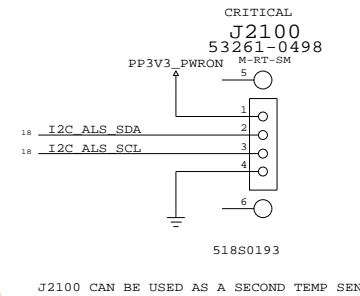 CRITICAL
J2100
53261-0498
M-RT-SM
PP3V3_PWRON
5
1
18 I2C_ALS_SDA 2
18 I2C_ALS_SCL 3
4
6
518S0193
J2100 CAN BE USED AS A SECOND TEMP SEN